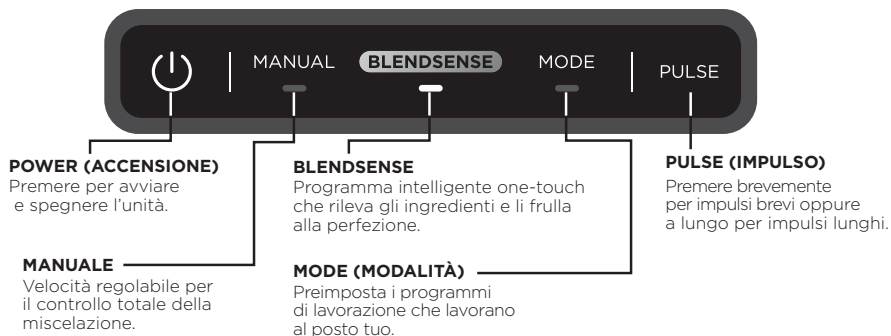 MANUAL
BLENDSENSE
MODE
PULSE
POWER (ACCENSIONE)
Premere per avviare
e spegnere l'unità.
BLENDSENSE
Programma intelligente one-touch
che rileva gli ingredienti e li frulla
alla perfezione.
PULSE (IMPULSO)
Premere brevemente
per impulsi brevi oppure
a lungo per impulsi lunghi.
MANUALE
Velocità regolabile per
il controllo totale della
miscelazione.
MODE (MODALITÀ)
Preimposta i programmi
di lavorazione che lavorano
al posto tuo.